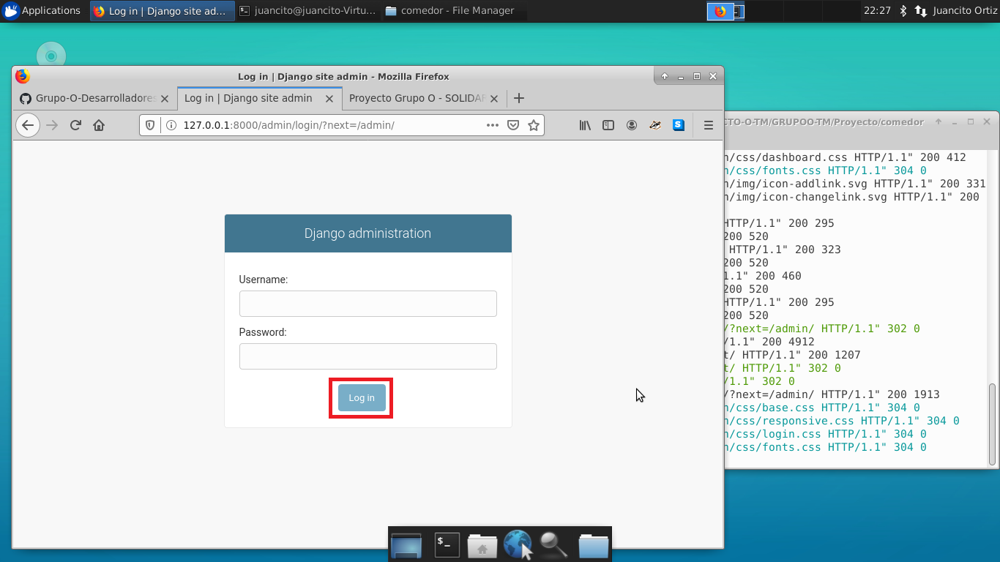 Applications
Log in | Django site ad...
juancito@juancito-Virtu...
comedor - File Manager
22:27
Juancito Ortiz
Log in | Django site admin - Mozilla Firefox
Grupo-O-Desarrolladores
Log in | Django site admin
Proyecto Grupo O - SOLIDAR
127.0.0.1:8000/admin/login/?next=/admin/
CTO-O-TM/GRUPOO-TM/Proyecto/comedor
n/css/dashboard.css HTTP/1.1" 200 412
n/css/fonts.css HTTP/1.1" 304 0
n/img/icon-addlink.svg HTTP/1.1" 200 331
n/img/icon-changelink.svg HTTP/1.1" 200
HTTP/1.1" 200 295
200 520
HTTP/1.1" 200 323
200 520
1.1" 200 460
200 520
HTTP/1.1" 200 295
200 520
/?next=/admin/ HTTP/1.1" 302 0
/1.1" 200 4912
t/ HTTP/1.1" 200 1207
t/ HTTP/1.1" 302 0
/1.1" 302 0
/?next=/admin/ HTTP/1.1" 200 1913
n/css/base.css HTTP/1.1" 304 0
n/css/responsive.css HTTP/1.1" 304 0
n/css/login.css HTTP/1.1" 304 0
n/css/fonts.css HTTP/1.1" 304 0
Django administration
Username:
Password:
Log in